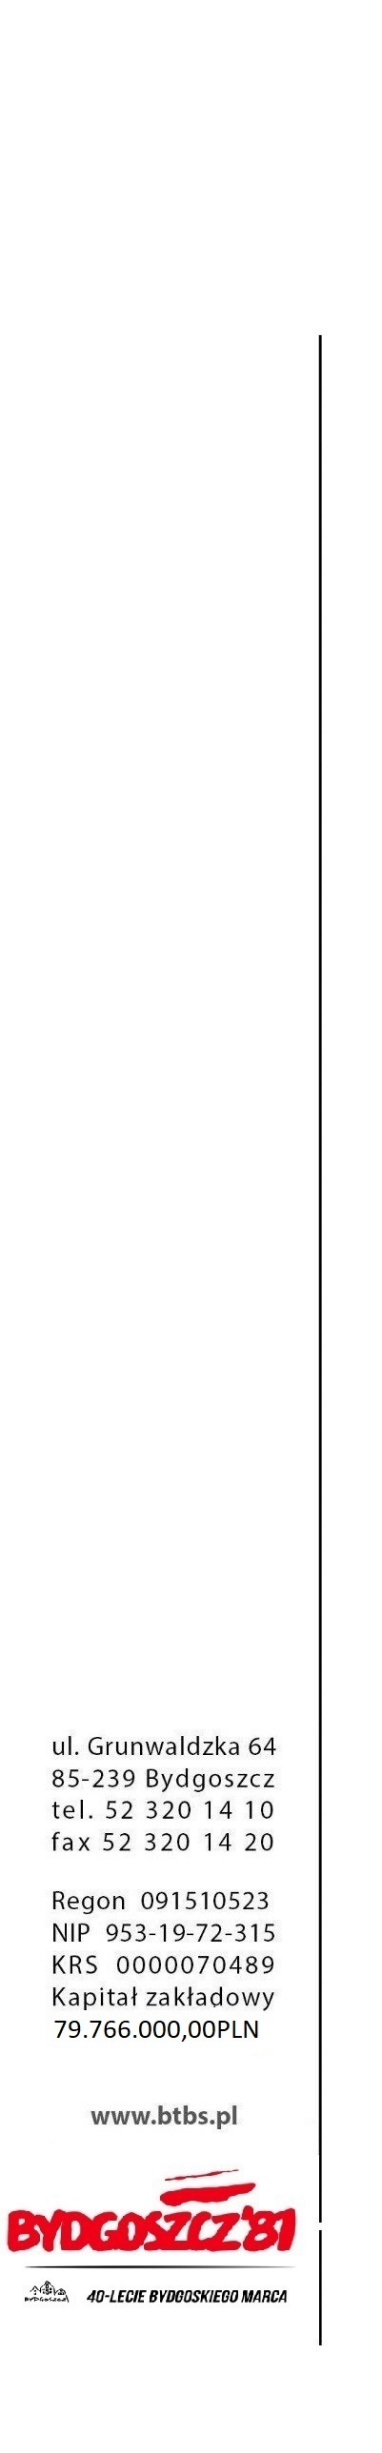 ul. Grunwaldzka 64
85-239 Bydgoszcz
tel. 52 320 14 10
fax 52 320 14 20
Regon 091510523
NIP 953-19-72-315
KRS 0000070489
Kapitał zakładowy
79.766.000,00PLN
www.btbs.pl
BYDGOSZCZ'81
BYDGOSZCZ
40-LECIE BYDGOSKIEGO MARCA